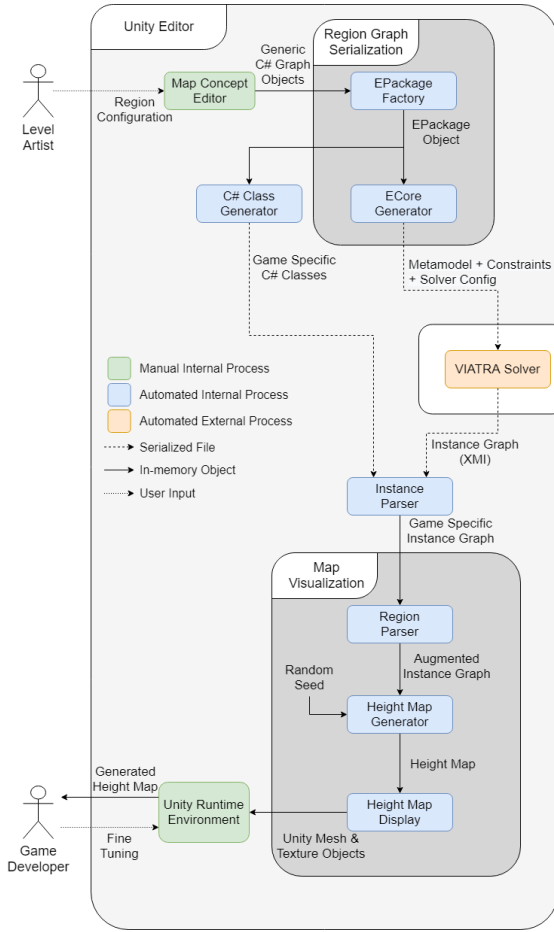 Unity Editor
Region Graph
Serialization
Generic
C# Graph
Objects
Map Concept
Editor
EPackage
Factory
Region
Configuration
Level
Artist
EPackage
Object
C# Class
Generator
ECore
Generator
Game Specific
C# Classes
Metamodel + Constraints
+ Solver Config
Manual Internal Process
Automated Internal Process
Automated External Process
Serialized File
In-memory Object
User Input
VIATRA Solver
Instance Graph
(XMI)
Instance
Parser
Game Specific
Instance Graph
Map
Visualization
Region
Parser
Augmented
Instance Graph
Random
Seed
Height Map
Generator
Height Map
Generated
Height Map
Unity Runtime
Environment
Height Map
Display
Fine
Tuning
Unity Mesh &
Texture Objects
Game
Developer